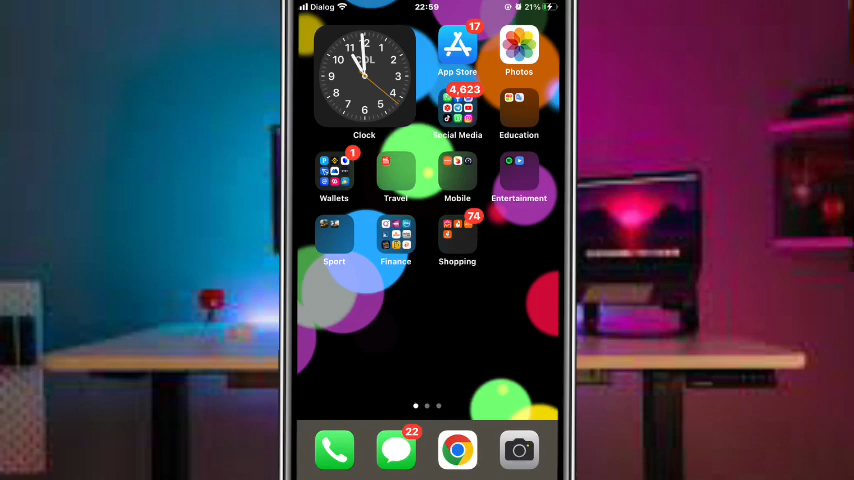 Dialog 22:59 21%
17
12
11 1
10 COL 2
9 3
8 4
7 5
6
App Store Photos
4,623
Clock Social Media Education
1
Wallets Travel Mobile Entertainment
74
Sport Finance Shopping
22